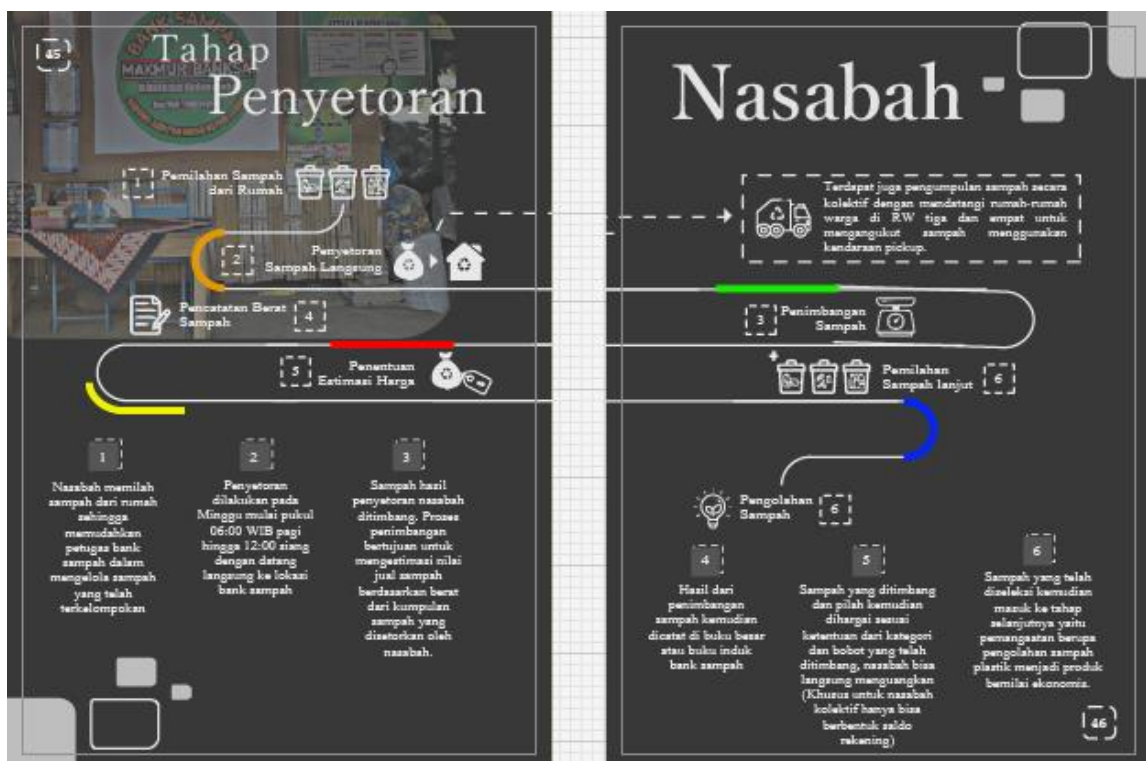 45
BANK SAMPAH
MAKMUR BANKSA
Tahap
Penyetoran
1
Pemilahan Sampah
dari Rumah
2
Penyetoran
Sampah Langsung
Pencatatan Berat
Sampah
4
5
Penentuan
Estimasi Harga
1
Nasabah memilah
sampah dari rumah
sehingga
memudahkan
petugas bank
sampah dalam
mengelola sampah
yang telah
terkelompokan
2
Penyetoran
dilakukan pada
Minggu mulai pukul
06:00 WIB pagi
hingga 12:00 siang
dengan datang
langsung ke lokasi
bank sampah
3
Sampah hasil
penyetoran nasabah
ditimbang. Proses
penimbangan
bertujuan untuk
mengestimasi nilai
jual sampah
berdasarkan berat
dari kumpulan
sampah yang
disetorkan oleh
nasabah.
Nasabah
Terdapat juga pengumpulan sampah secara
kolektif dengan mendatangi rumah-rumah
warga di RW tiga dan empat untuk
mengangukut sampah menggunakan
kendaraan pickup.
3
Penimbangan
Sampah
Pemilahan
Sampah lanjut
6
Pengolahan
Sampah
6
4
Hasil dari
penimbangan
sampah kemudian
dicatat di buku besar
atau buku induk
bank sampah
5
Sampah yang ditimbang
dan pilah kemudian
dihargai sesuai
ketentuan dari kategori
dan bobot yang telah
ditimbang, nasabah bisa
langsung menguangkan
(Khusus untuk nasabah
kolektif hanya bisa
berbentuk saldo
rekening)
6
Sampah yang telah
diseleksi kemudian
masuk ke tahap
selanjutnya yaitu
pemangaatan berupa
pengolahan sampah
plastik menjadi produk
bernilai ekonomis.
46